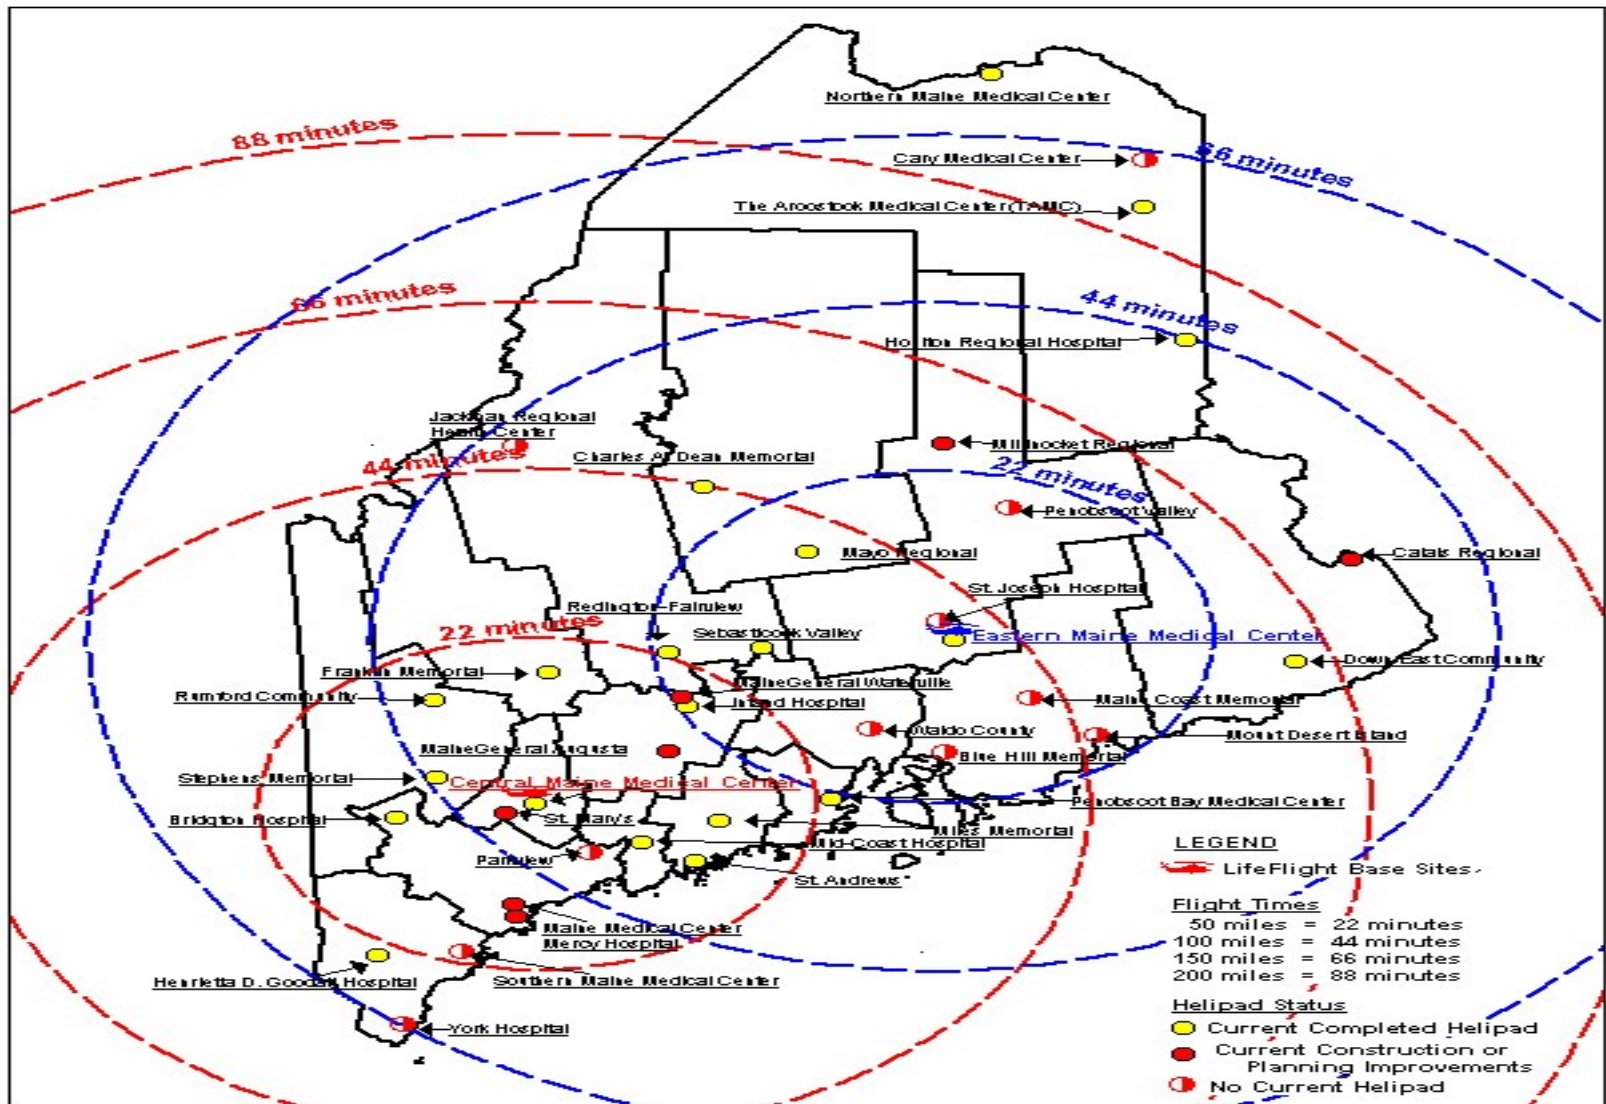 88 minutes
Northern Maine Medical Center
Cary Medical Center
66 minutes
The Aroostook Medical Center (TAMC)
66 minutes
44 minutes
Houlton Regional Hospital
Jackman Regional
Health Center
Millinocket Regional
44 minutes
Charles A. Dean Memorial
22 minutes
Penobscot Valley
Mayo Regional
Calais Regional
St. Joseph Hospital
Redington-Fairview
22 minutes
Sebasticook Valley
Eastern Maine Medical Center
Franklin Memorial
Down East Community
MaineGeneral Waterville
Rumford Community
Inland Hospital
Maine Coast Memorial
Waldo County
Mount Desert Island
MaineGeneral Augusta
Blue Hill Memorial
Stephens Memorial
Central Maine Medical Center
Penobscot Bay Medical Center
Bridgton Hospital
St. Mary's
Miles Memorial
Mid-Coast Hospital
Parkview
St. Andrews
Maine Medical Center
Mercy Hospital
Henrietta D. Goodall Hospital
Southern Maine Medical Center
York Hospital
LEGEND
LifeFlight Base Sites
Flight Times
50 miles = 22 minutes
100 miles = 44 minutes
150 miles = 66 minutes
200 miles = 88 minutes
Helipad Status
Current Completed Helipad
Current Construction or
Planning Improvements
No Current Helipad